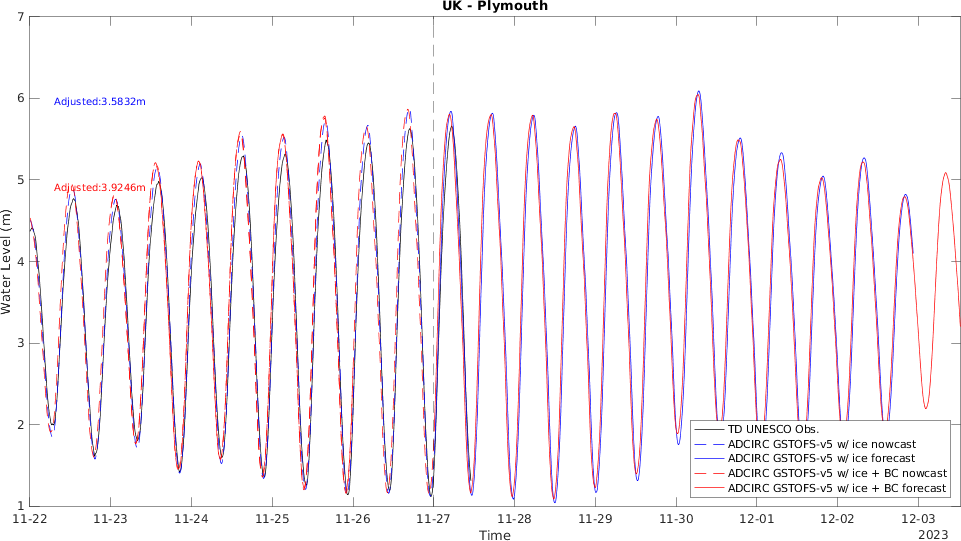 UK - Plymouth
7
6
5
4
3
2
1
Water Level (m)
Adjusted:3.5832m
Adjusted:3.9246m
TD UNESCO Obs.
ADCIRC GSTOFS-v5 w/ ice nowcast
ADCIRC GSTOFS-v5 w/ ice forecast
ADCIRC GSTOFS-v5 w/ ice + BC nowcast
ADCIRC GSTOFS-v5 w/ ice + BC forecast
11-22 11-23 11-24 11-25 11-26 11-27 11-28 11-29 11-30 12-01 12-02 12-03
Time
2023